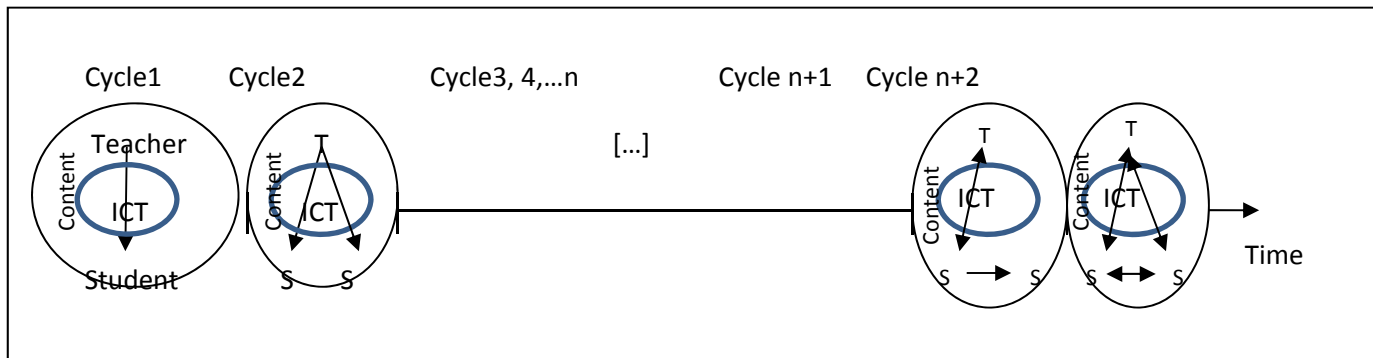 Cycle1 Cycle2 Cycle3, 4,…n Cycle n+1 Cycle n+2
Teacher T […] T T
Content Content Content Content
ICT ICT ICT ICT
Student S S S S S S
Time